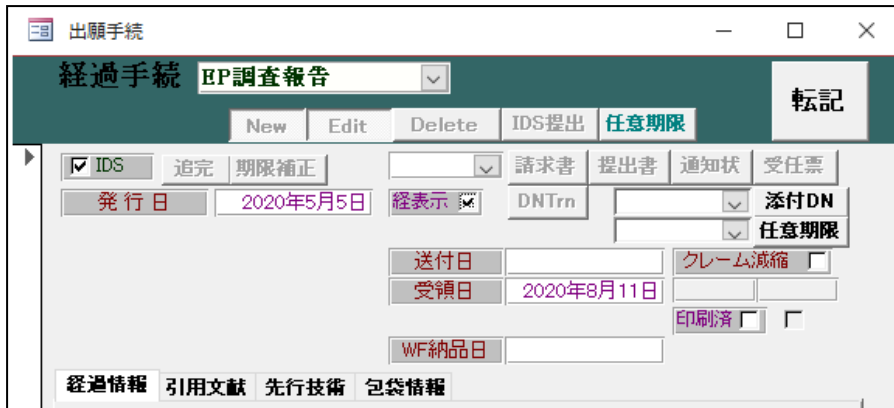 出願手続
経過手続 EP調査報告
転記
New Edit Delete IDS提出 任意期限
IDS 追完 期限補正 請求書 提出書 通知状 受任票
発行日 2020年5月5日 経表示 DNTrn 添付DN
任意期限
送付日 クレーム減縮
受領日 2020年8月11日
印刷済
WF納品日
経過情報 引用文献 先行技術 包袋情報